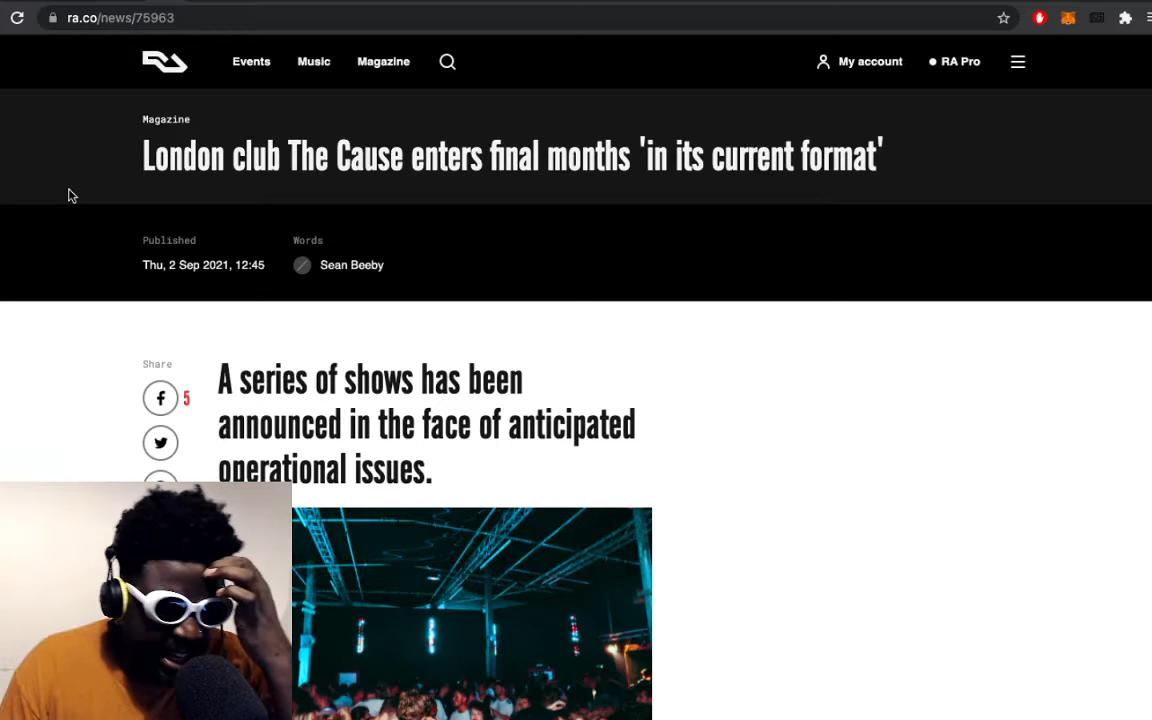 ra.co/news/75963
Events Music Magazine My account RA Pro
Magazine
London club The Cause enters final months 'in its current format'
Published Words
Thu, 2 Sep 2021, 12:45 Sean Beeby
Share
5
A series of shows has been
announced in the face of anticipated
operational issues.